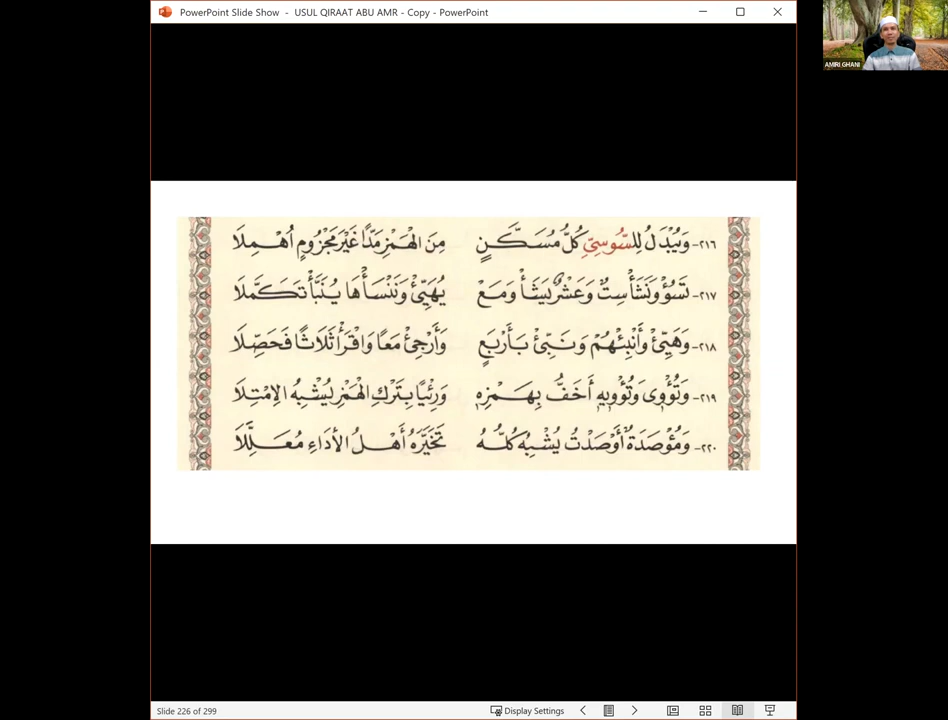 PowerPoint Slide Show - USUL QIRAAT ABU AMR - Copy - PowerPoint
AMIRI GHANI
٢١٦- وَيُبْدَلُ لِلسُّوسِيِّ كُلُّ مُسَكَّنٍ مِنَ الْهَمْزِ مَدًّا غَيْرَ مَجْزُومٍ اُهْمِلَا
٢١٧- تَسُؤْ وَنَشَأْ سِتٌّ وَعَشْرٌ يَشَأْ وَمَعْ يُهَيِّئْ وَنَنْسَأْهَا يُنَبَّأْ تَكَمَّلَا
٢١٨- وَهَيِّئْ وَأَنْبِئْهُمْ وَنَبِّئْ بَأَرْبَعٍ وَأَرْجِئْ مَعًا وَاقْرَأْ ثَلَاثًا فَحَصِّلَا
٢١٩- وَتُؤْوِى وَتُؤْوِيهِ أَخَفُّ بِهَمْزِهِ وَرِئْيًا بِتَرْكِ الْهَمْزِ يُشْبِهُ الِامْتِلَا
٢٢٠- وَمُؤْصَدَةٌ أَوْصَدْتُ يُشْبِهُ كُلُّهُ تَخَيَّرَهُ أَهْلُ الأَدَاءِ مُعَلَّلَا
Slide 226 of 299
Display Settings